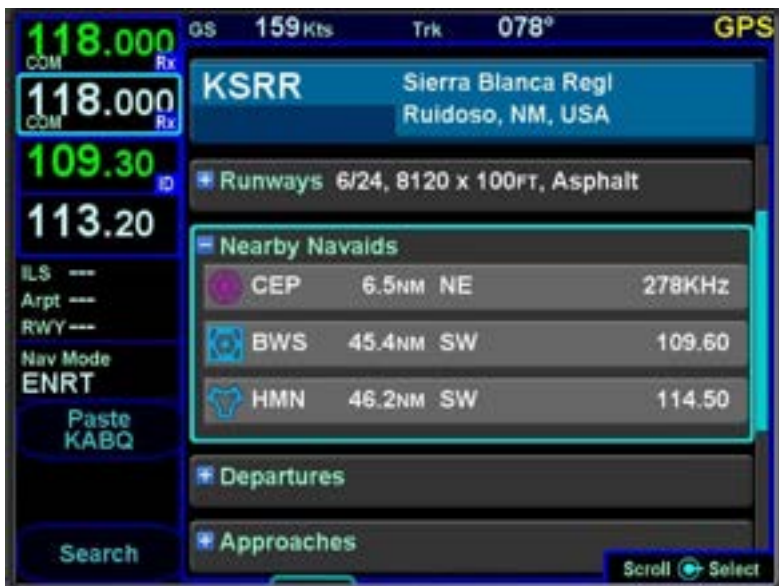 GS 159Kts Trk 078° GPS
118.000
COM Rx
118.000
COM Rx
109.30 ID
113.20
ILS ---
Arpt ---
RWY ---
Nav Mode
ENRT
Paste
KABQ
Search
KSRR Sierra Blanca Regl
Ruidoso, NM, USA
Runways 6/24, 8120 x 100FT, Asphalt
Nearby Navaids
CEP 6.5NM NE 278KHz
BWS 45.4NM SW 109.60
HMN 46.2NM SW 114.50
Departures
Approaches
Scroll Select